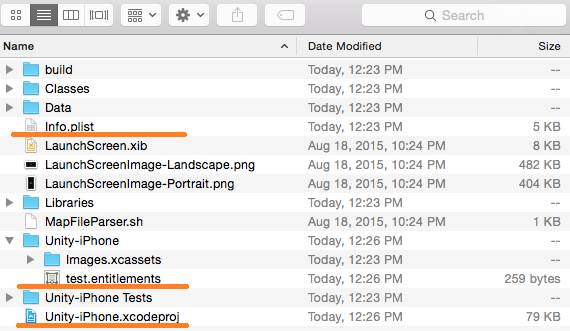 Search
Name Date Modified Size
build Today, 12:23 PM --
Classes Today, 12:23 PM --
Data Today, 12:23 PM --
Info.plist Today, 12:23 PM 5 KB
LaunchScreen.xib Aug 18, 2015, 10:24 PM 8 KB
LaunchScreenImage-Landscape.png Aug 18, 2015, 10:24 PM 482 KB
LaunchScreenImage-Portrait.png Aug 18, 2015, 10:24 PM 404 KB
Libraries Today, 12:23 PM --
MapFileParser.sh Aug 18, 2015, 10:24 PM 1 KB
Unity-iPhone Today, 12:26 PM --
Images.xcassets Today, 12:23 PM --
test.entitlements Today, 12:26 PM 259 bytes
Unity-iPhone Tests Today, 12:23 PM --
Unity-iPhone.xcodeproj Today, 12:26 PM 79 KB